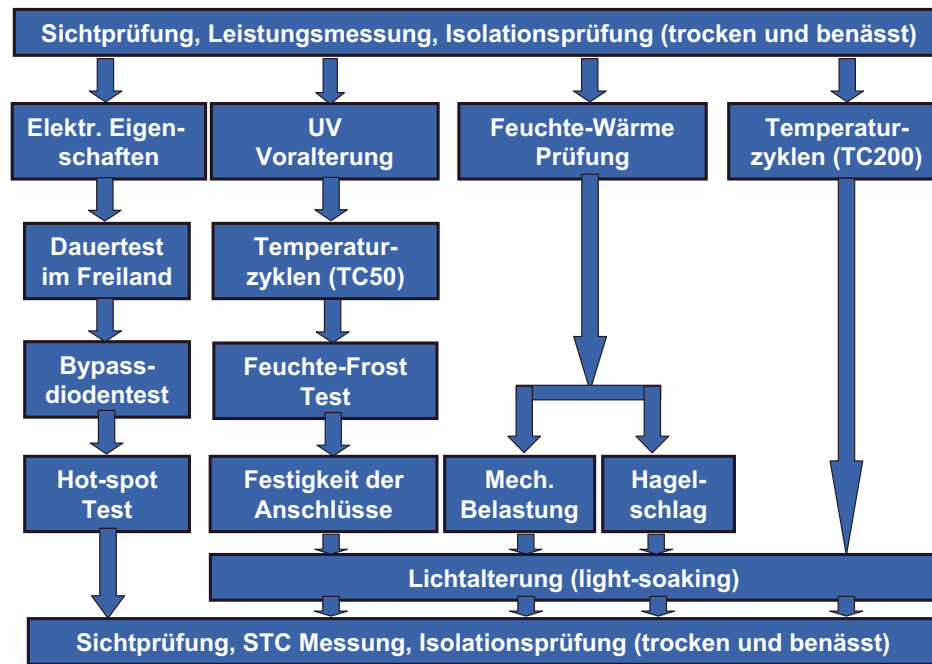 Sichtprüfung, Leistungsmessung, Isolationsprüfung (trocken und benässt)
Elektr. Eigen-
schaften
UV
Voralterung
Feuchte-Wärme
Prüfung
Temperatur-
zyklen (TC200)
Dauertest
im Freiland
Temperatur-
zyklen (TC50)
Bypass-
diodentest
Feuchte-Frost
Test
Hot-spot
Test
Festigkeit der
Anschlüsse
Mech.
Belastung
Hagel-
schlag
Lichtalterung (light-soaking)
Sichtprüfung, STC Messung, Isolationsprüfung (trocken und benässt)